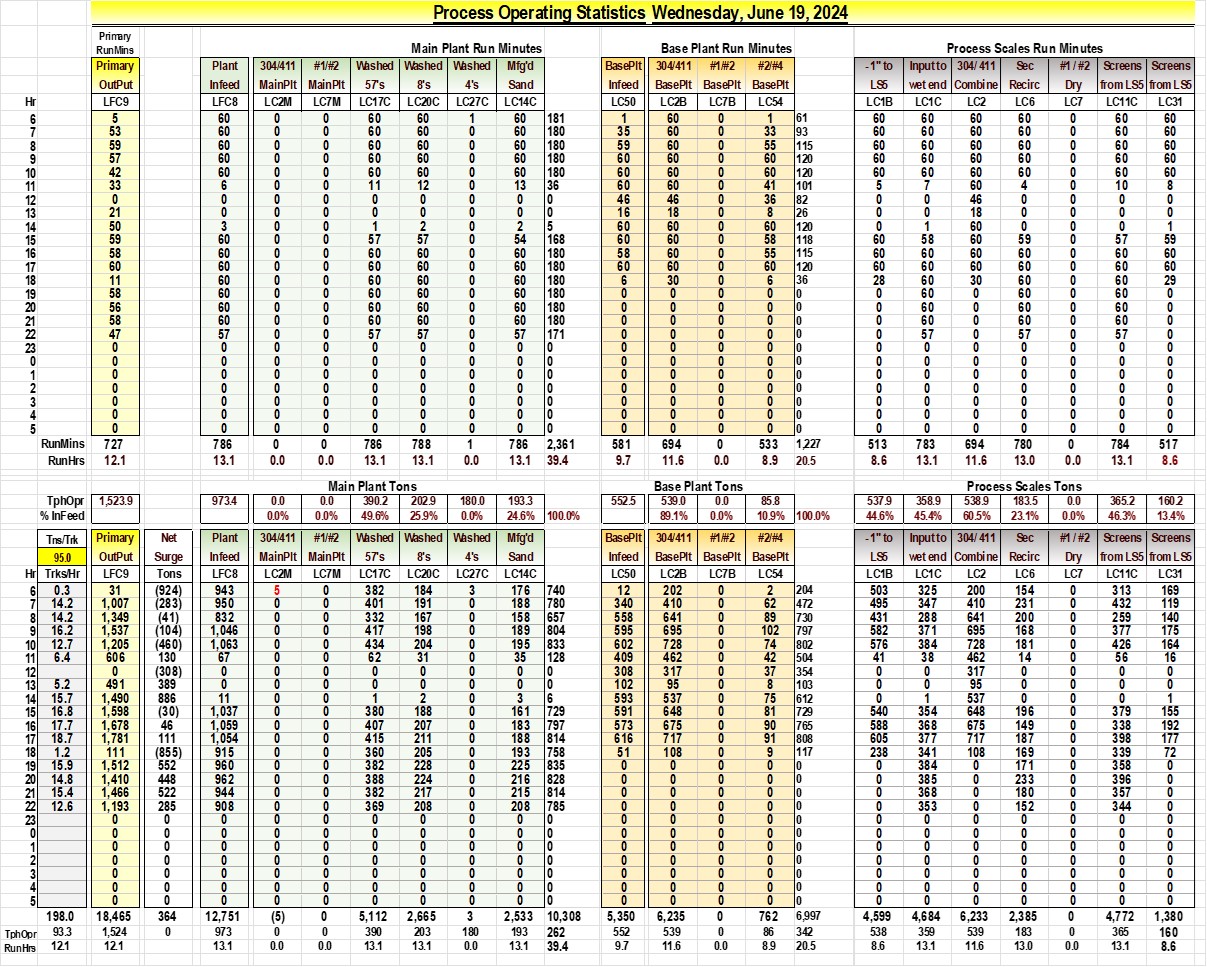 Process Operating Statistics Wednesday, June 19, 2024
Primary
RunMins Main Plant Run Minutes Base Plant Run Minutes Process Scales Run Minutes
Primary Plant 304/411 #1/#2 Washed Washed Washed Mfg'd BasePlt 304/411 #1/#2 #2/#4 -1" to Input to 304/ 411 Sec #1 / #2 Screens Screens
OutPut Infeed MainPlt MainPlt 57's 8's 4's Sand Infeed BasePlt BasePlt BasePlt LS5 wet end Combine Recirc Dry from LS5 from LS5
Hr LFC9 LFC8 LC2M LC7M LC17C LC20C LC27C LC14C LC50 LC2B LC7B LC54 LC1B LC1C LC2 LC6 LC7 LC11C LC31
6 5 60 0 0 60 60 1 60 181 1 60 0 1 61 60 60 60 60 0 60 60
7 53 60 0 0 60 60 0 60 180 35 60 0 33 93 60 60 60 60 0 60 60
8 59 60 0 0 60 60 0 60 180 59 60 0 55 115 60 60 60 60 0 60 60
9 57 60 0 0 60 60 0 60 180 60 60 0 60 120 60 60 60 60 0 60 60
10 42 60 0 0 60 60 0 60 180 60 60 0 60 120 60 60 60 60 0 60 60
11 33 6 0 0 11 12 0 13 36 60 60 0 41 101 5 7 60 4 0 10 8
12 0 0 0 0 0 0 0 0 0 46 46 0 36 82 0 0 46 0 0 0 0
13 21 0 0 0 0 0 0 0 0 16 18 0 8 26 0 0 18 0 0 0 0
14 50 3 0 0 1 2 0 2 5 60 60 0 60 120 0 1 60 0 0 0 1
15 59 60 0 0 57 57 0 54 168 60 60 0 58 118 60 58 60 59 0 57 59
16 58 60 0 0 60 60 0 60 180 58 60 0 55 115 60 60 60 60 0 60 60
17 60 60 0 0 60 60 0 60 180 60 60 0 60 120 60 60 60 60 0 60 60
18 11 60 0 0 60 60 0 60 180 6 30 0 6 36 28 60 30 60 0 60 29
19 58 60 0 0 60 60 0 60 180 0 0 0 0 0 0 60 0 60 0 60 0
20 56 60 0 0 60 60 0 60 180 0 0 0 0 0 0 60 0 60 0 60 0
21 58 60 0 0 60 60 0 60 180 0 0 0 0 0 0 60 0 60 0 60 0
22 47 57 0 0 57 57 0 57 171 0 0 0 0 0 0 57 0 57 0 57 0
23 0 0 0 0 0 0 0 0 0 0 0 0 0 0 0 0 0 0 0 0 0
0 0 0 0 0 0 0 0 0 0 0 0 0 0 0 0 0 0 0 0 0 0
1 0 0 0 0 0 0 0 0 0 0 0 0 0 0 0 0 0 0 0 0 0
2 0 0 0 0 0 0 0 0 0 0 0 0 0 0 0 0 0 0 0 0 0
3 0 0 0 0 0 0 0 0 0 0 0 0 0 0 0 0 0 0 0 0 0
4 0 0 0 0 0 0 0 0 0 0 0 0 0 0 0 0 0 0 0 0 0
5 0 0 0 0 0 0 0 0 0 0 0 0 0 0 0 0 0 0 0 0 0
RunMins 727 786 0 0 786 788 1 786 2,361 581 694 0 533 1,227 513 783 694 780 0 784 517
RunHrs 12.1 13.1 0.0 0.0 13.1 13.1 0.0 13.1 39.4 9.7 11.6 0.0 8.9 20.5 8.6 13.1 11.6 13.0 0.0 13.1 8.6
Main Plant Tons Base Plant Tons Process Scales Tons
TphOpr 1,523.9 973.4 0.0 0.0 390.2 202.9 180.0 193.3 552.5 539.0 0.0 85.8 537.9 358.9 538.9 183.5 0.0 365.2 160.2
% InFeed 0.0% 0.0% 49.6% 25.9% 0.0% 24.6% 100.0% 89.1% 0.0% 10.9% 100.0% 44.6% 45.4% 60.5% 23.1% 0.0% 46.3% 13.4%
Tns/Trk Primary Net Plant 304/411 #1/#2 Washed Washed Washed Mfg'd BasePlt 304/411 #1/#2 #2/#4 -1" to Input to 304/ 411 Sec #1 / #2 Screens Screens
95.0 OutPut Surge Infeed MainPlt MainPlt 57's 8's 4's Sand Infeed BasePlt BasePlt BasePlt LS5 wet end Combine Recirc Dry from LS5 from LS5
Hr Trks/Hr LFC9 Tons LFC8 LC2M LC7M LC17C LC20C LC27C LC14C LC50 LC2B LC7B LC54 LC1B LC1C LC2 LC6 LC7 LC11C LC31
6 0.3 31 (924) 943 5 0 382 184 3 176 740 12 202 0 2 204 503 325 200 154 0 313 169
7 14.2 1,007 (283) 950 0 0 401 191 0 188 780 340 410 0 62 472 495 347 410 231 0 432 119
8 14.2 1,349 (41) 832 0 0 332 167 0 158 657 558 641 0 89 730 431 288 641 200 0 259 140
9 16.2 1,537 (104) 1,046 0 0 417 198 0 189 804 595 695 0 102 797 582 371 695 168 0 377 175
10 12.7 1,205 (460) 1,063 0 0 434 204 0 195 833 602 728 0 74 802 576 384 728 181 0 426 164
11 6.4 606 130 67 0 0 62 31 0 35 128 409 462 0 42 504 41 38 462 14 0 56 16
12 0 (308) 0 0 0 0 0 0 0 0 308 317 0 37 354 0 0 317 0 0 0 0
13 5.2 491 389 0 0 0 0 0 0 0 0 102 95 0 8 103 0 0 95 0 0 0 0
14 15.7 1,490 886 11 0 0 1 2 0 3 6 593 537 0 75 612 0 1 537 0 0 0 1
15 16.8 1,598 (30) 1,037 0 0 380 188 0 161 729 591 648 0 81 729 540 354 648 196 0 379 155
16 17.7 1,678 46 1,059 0 0 407 207 0 183 797 573 675 0 90 765 588 368 675 149 0 338 192
17 18.7 1,781 111 1,054 0 0 415 211 0 188 814 616 717 0 91 808 605 377 717 187 0 398 177
18 1.2 111 (855) 915 0 0 360 205 0 193 758 51 108 0 9 117 238 341 108 169 0 339 72
19 15.9 1,512 552 960 0 0 382 228 0 225 835 0 0 0 0 0 0 384 0 171 0 358 0
20 14.8 1,410 448 962 0 0 388 224 0 216 828 0 0 0 0 0 0 385 0 233 0 396 0
21 15.4 1,466 522 944 0 0 382 217 0 215 814 0 0 0 0 0 0 368 0 180 0 357 0
22 12.6 1,193 285 908 0 0 369 208 0 208 785 0 0 0 0 0 0 353 0 152 0 344 0
23 0 0 0 0 0 0 0 0 0 0 0 0 0 0 0 0 0 0 0 0 0 0
0 0 0 0 0 0 0 0 0 0 0 0 0 0 0 0 0 0 0 0 0 0 0
1 0 0 0 0 0 0 0 0 0 0 0 0 0 0 0 0 0 0 0 0 0 0
2 0 0 0 0 0 0 0 0 0 0 0 0 0 0 0 0 0 0 0 0 0 0
3 0 0 0 0 0 0 0 0 0 0 0 0 0 0 0 0 0 0 0 0 0 0
4 0 0 0 0 0 0 0 0 0 0 0 0 0 0 0 0 0 0 0 0 0 0
5 0 0 0 0 0 0 0 0 0 0 0 0 0 0 0 0 0 0 0 0 0 0
198.0 18,465 364 12,751 (5) 0 5,112 2,665 3 2,533 10,308 5,350 6,235 0 762 6,997 4,599 4,684 6,233 2,385 0 4,772 1,380
TphOpr 93.3 1,524 0 973 0 0 390 203 180 193 262 552 539 0 86 342 538 359 539 183 0 365 160
RunHrs 12.1 12.1 13.1 0.0 0.0 13.1 13.1 0.0 13.1 39.4 9.7 11.6 0.0 8.9 20.5 8.6 13.1 11.6 13.0 0.0 13.1 8.6